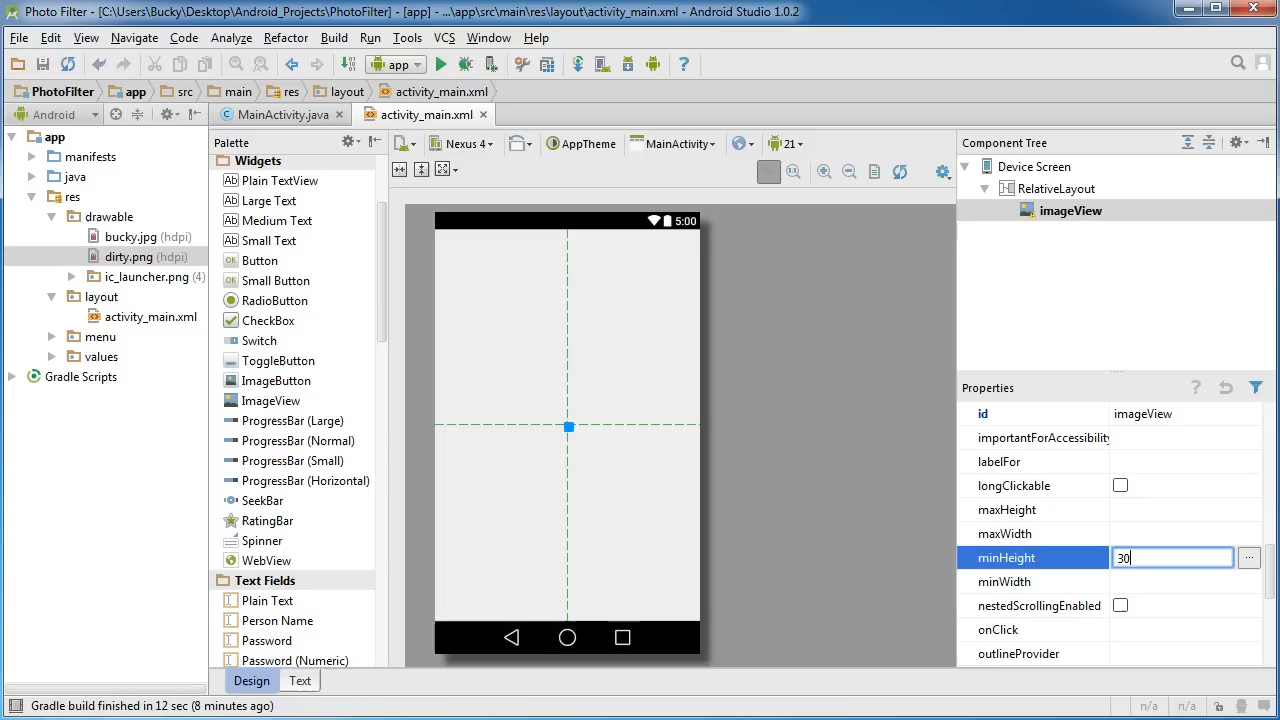 Photo Filter - [C:\Users\Bucky\Desktop\Android_Projects\PhotoFilter] - [app] - ...\app\src\main\res\layout\activity_main.xml - Android Studio 1.0.2
File Edit View Navigate Code Analyze Refactor Build Run Tools VCS Window Help
app
PhotoFilter app src main res layout activity_main.xml
Android
MainActivity.java activity_main.xml
app
manifests
java
res
drawable
bucky.jpg (hdpi)
dirty.png (hdpi)
ic_launcher.png (4)
layout
activity_main.xml
menu
values
Gradle Scripts
Palette
Widgets
Ab Plain TextView
Ab Large Text
Ab Medium Text
Ab Small Text
OK Button
OK Small Button
RadioButton
CheckBox
Switch
ToggleButton
ImageButton
ImageView
ProgressBar (Large)
ProgressBar (Normal)
ProgressBar (Small)
ProgressBar (Horizontal)
SeekBar
RatingBar
Spinner
WebView
Text Fields
Plain Text
Person Name
Password
Password (Numeric)
Nexus 4 AppTheme MainActivity 21
5:00
Design Text
Component Tree
Device Screen
RelativeLayout
imageView
Properties
id imageView
importantForAccessibility
labelFor
longClickable
maxHeight
maxWidth
minHeight 30 ...
minWidth
nestedScrollingEnabled
onClick
outlineProvider
Gradle build finished in 12 sec (8 minutes ago)
n/a n/a